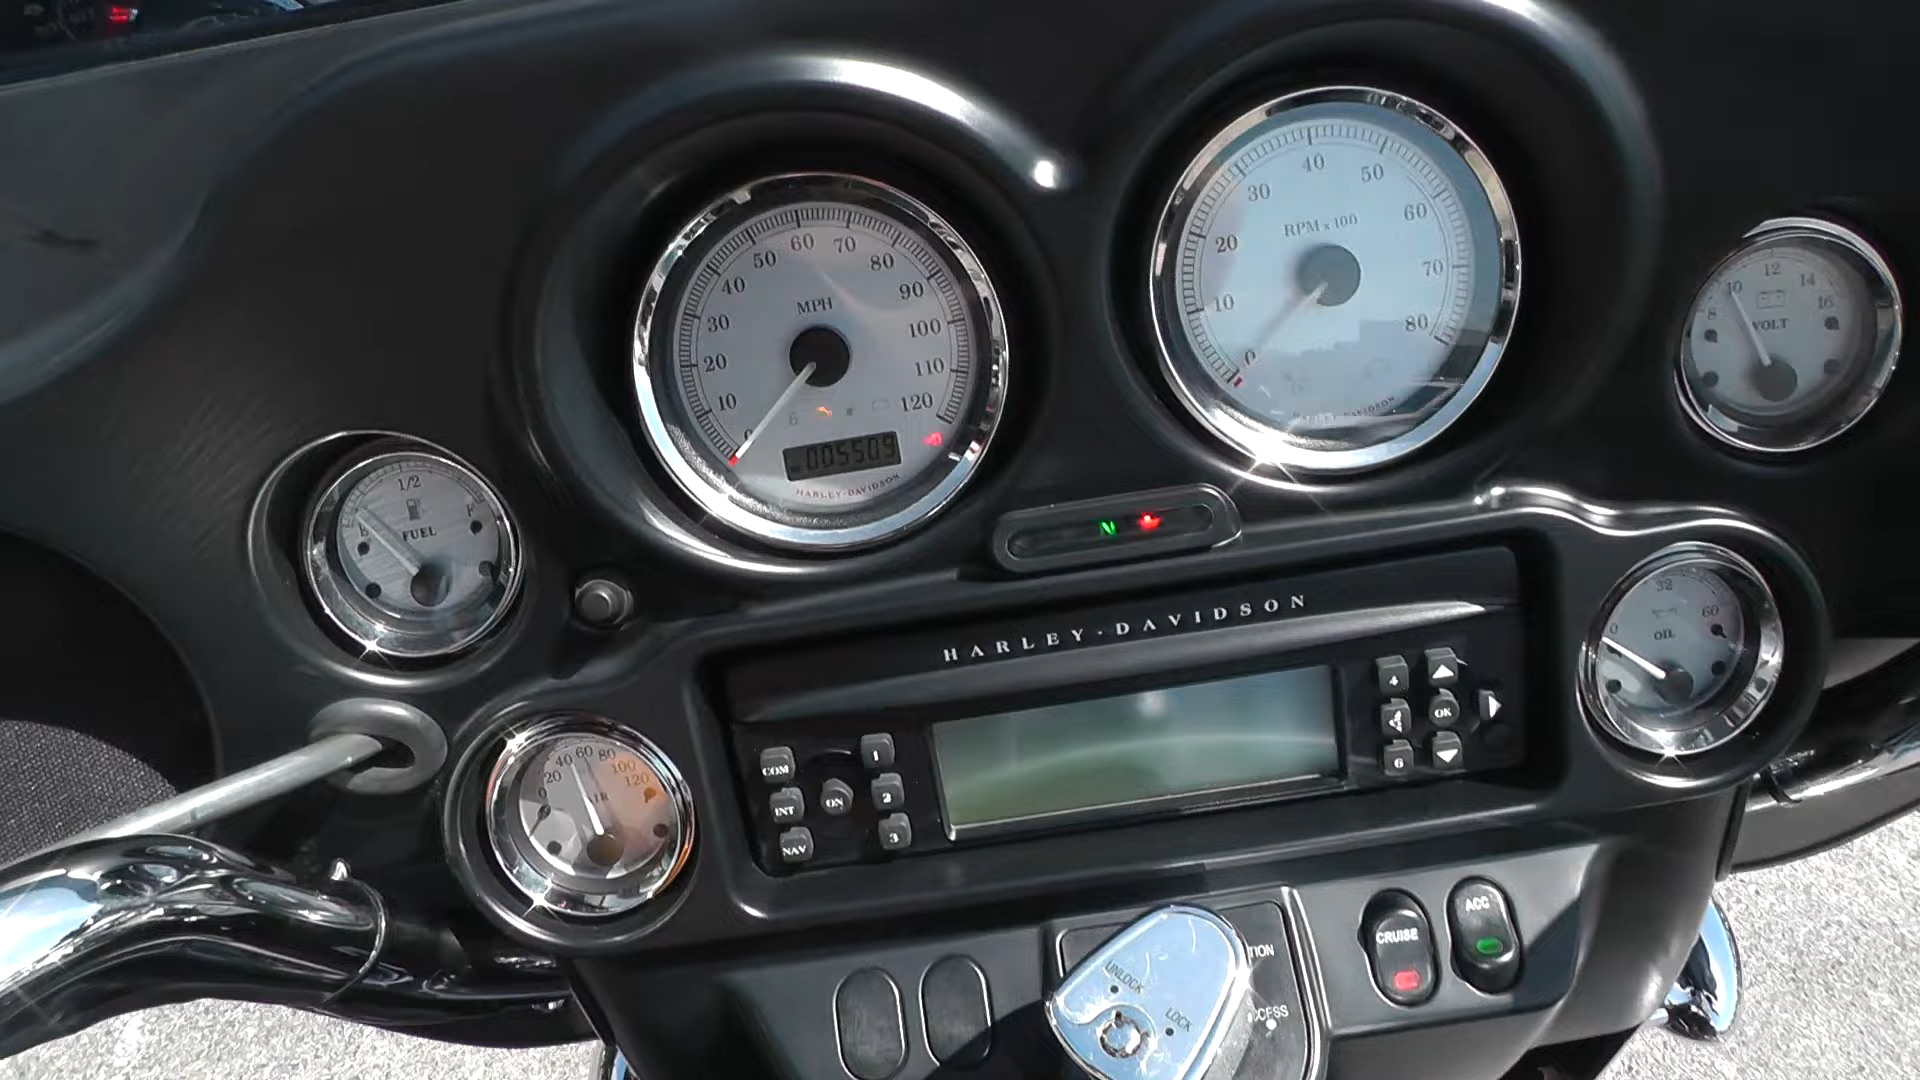 40
30
50
20
60
RPM x 100
10
70
80
0
60
70
50
80
40
90
MPH
30
100
20
110
10
120
005509
HARLEY-DAVIDSON
HARLEY-DAVIDSON
12
10
14
8
16
VOLT
1/2
E
F
FUEL
N
HARLEY-DAVIDSON
32
0
60
OIL
60
40
80
20
100
0
120
AIR
COM
1
INT
ON
2
NAV
3
4
OK
6
UNLOCK
LOCK
CRUISE
ACC